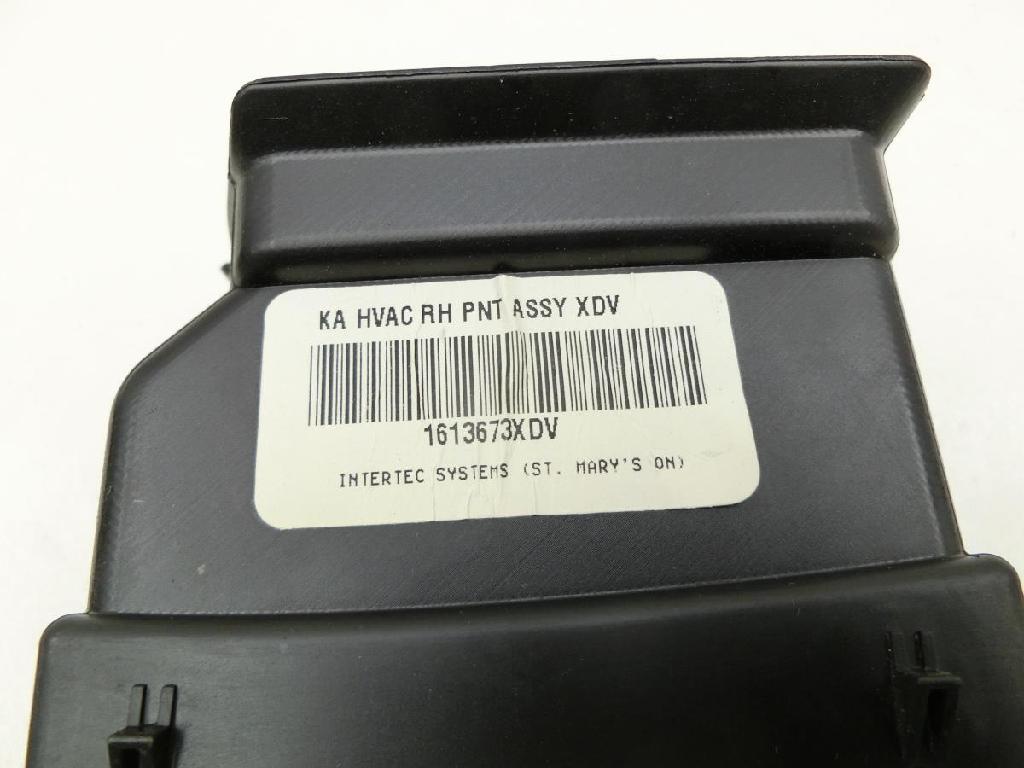 KA HVAC RH PNT ASSY XDV
1613673XDV
INTERTEC SYSTEMS (ST. MARY'S ON)